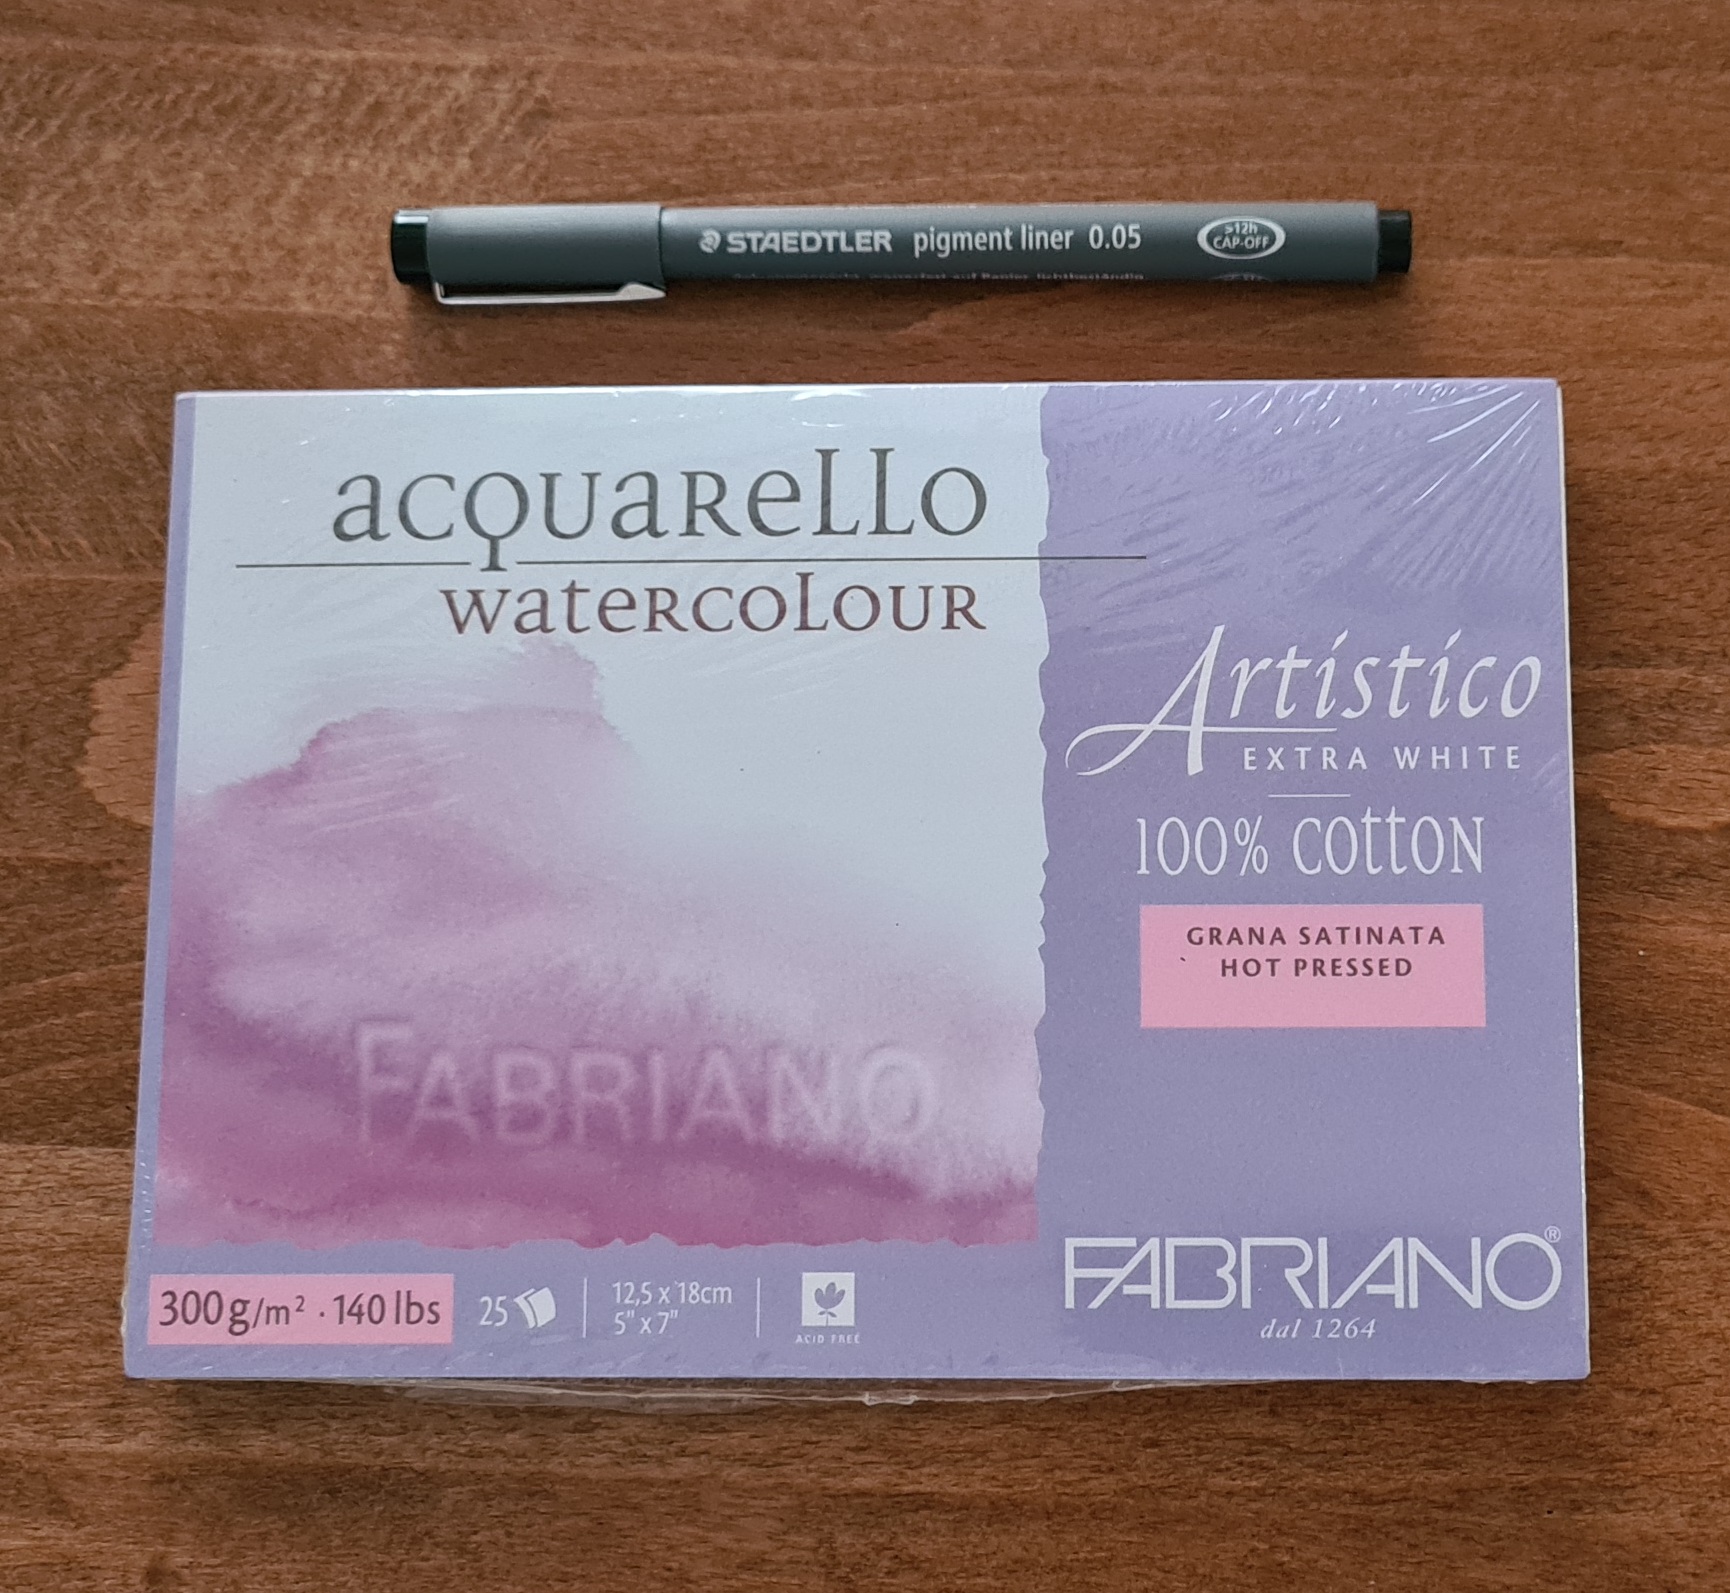 STAEDTLER pigment liner 0.05
>12h
CAP-OFF
acquarello
watercolour
Artistico
EXTRA WHITE
100% cotton
GRANA SATINATA
HOT PRESSED
FABRIANO
300g/m² · 140 lbs
25
12,5 x 18cm
5" x 7"
ACID FREE
FABRIANO®
dal 1264